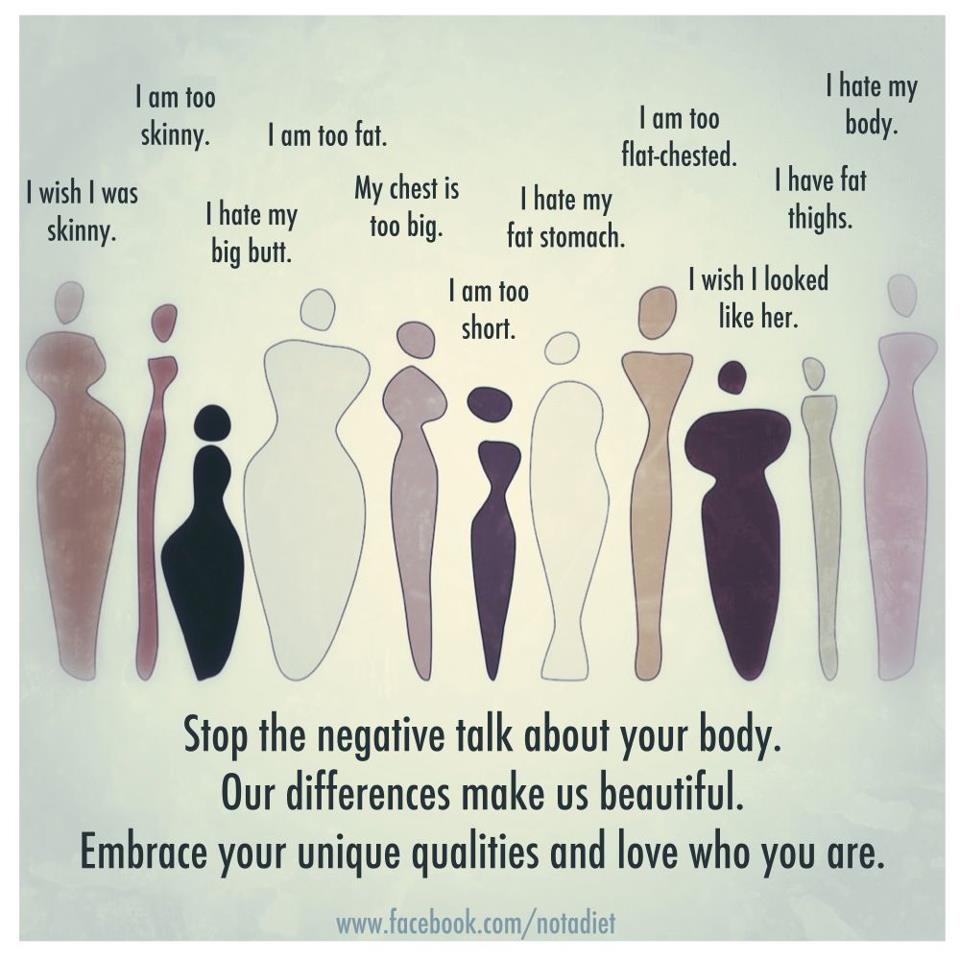 I wish I was
skinny.
I am too
skinny.
I hate my
big butt.
I am too fat.
My chest is
too big.
I am too
short.
I hate my
fat stomach.
I am too
flat-chested.
I wish I looked
like her.
I have fat
thighs.
I hate my
body.
Stop the negative talk about your body.
Our differences make us beautiful.
Embrace your unique qualities and love who you are.
www.facebook.com/notadiet